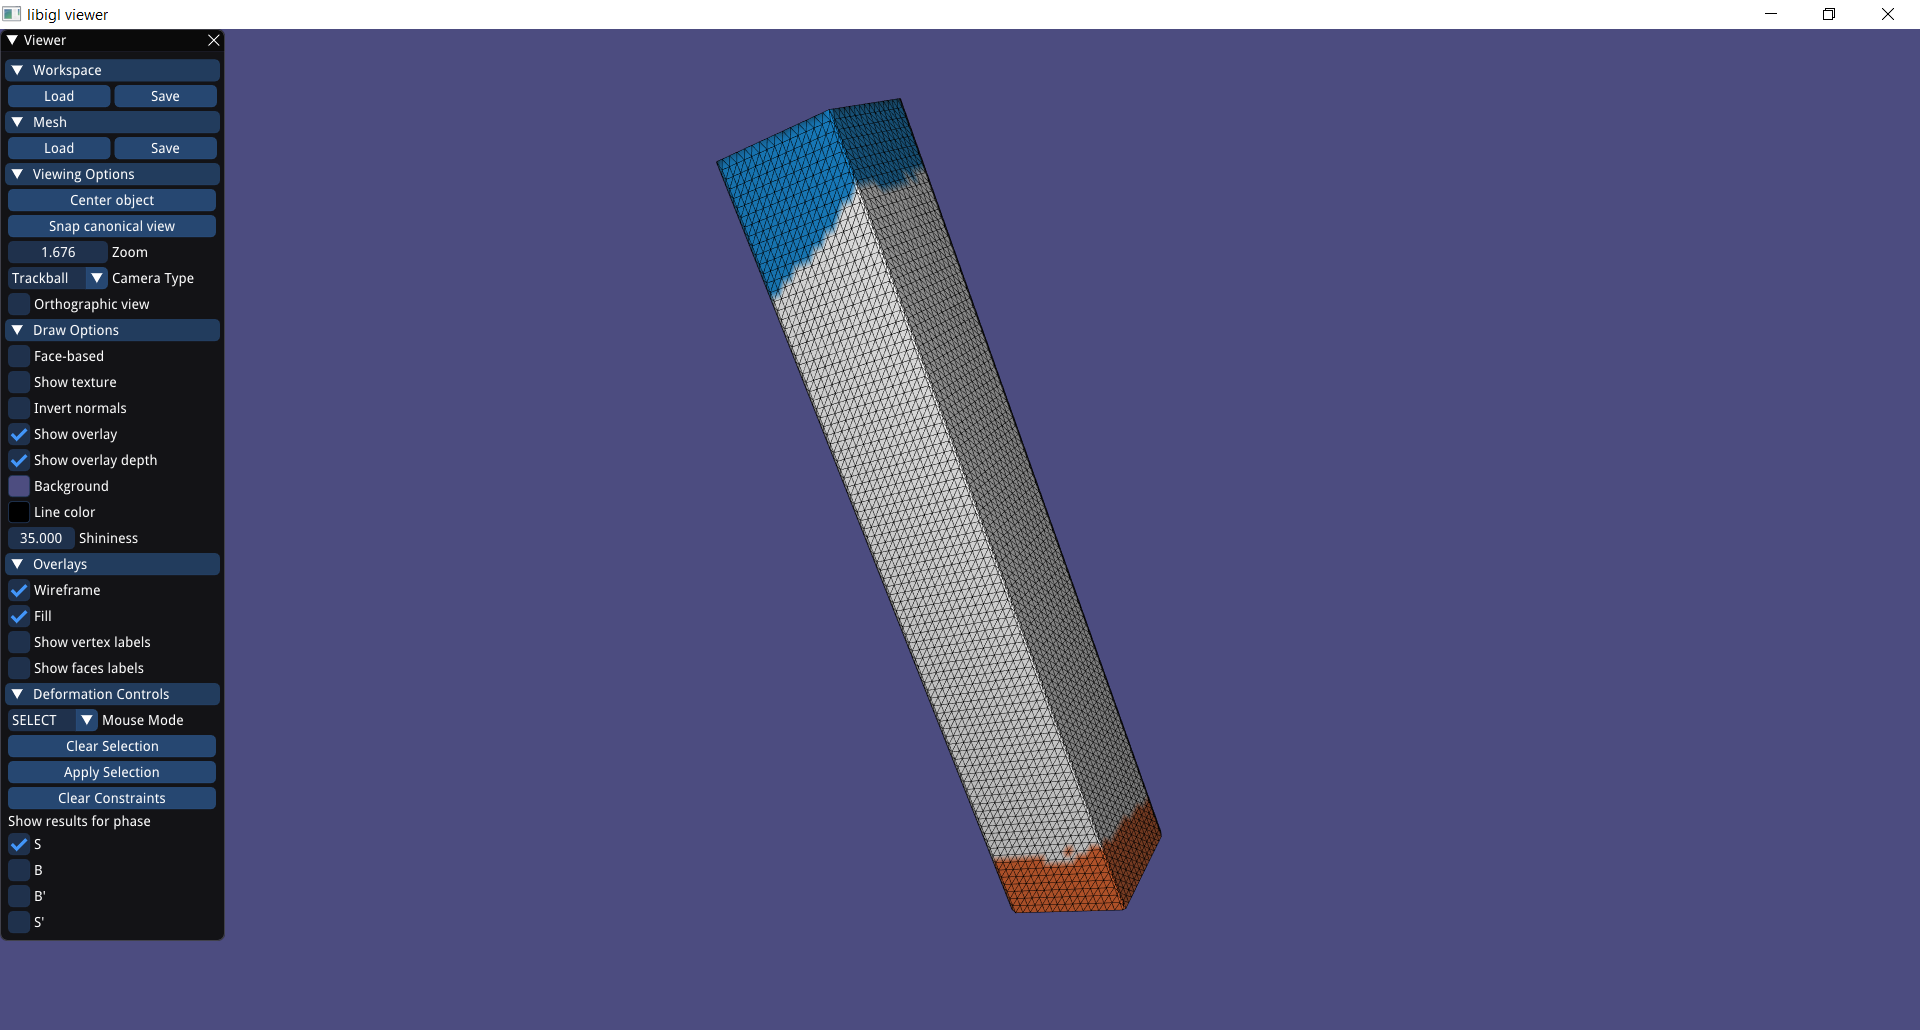 libigl viewer
Viewer
Workspace
Load Save
Mesh
Load Save
Viewing Options
Center object
Snap canonical view
1.676 Zoom
Trackball Camera Type
Orthographic view
Draw Options
Face-based
Show texture
Invert normals
Show overlay
Show overlay depth
Background
Line color
35.000 Shininess
Overlays
Wireframe
Fill
Show vertex labels
Show faces labels
Deformation Controls
SELECT Mouse Mode
Clear Selection
Apply Selection
Clear Constraints
Show results for phase
S
B
B'
S'